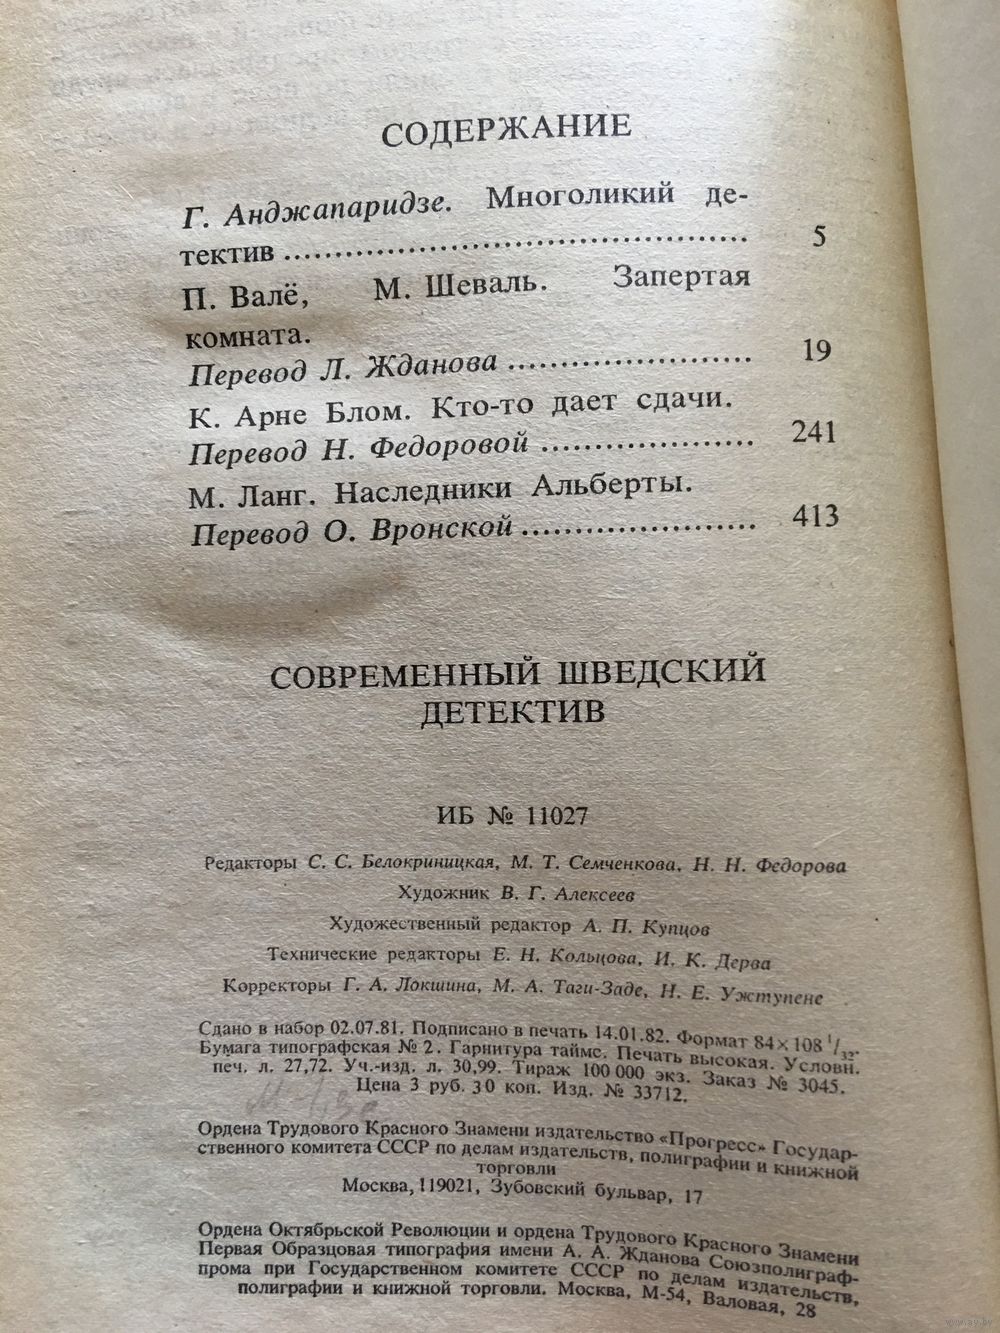 СОДЕРЖАНИЕ
Г. Анджапаридзе. Многоликий де-
тектив ............................................ 5
П. Валё, М. Шеваль. Запертая
комната.
Перевод Л. Жданова ....................... 19
К. Арне Блом. Кто-то дает сдачи.
Перевод Н. Федоровой .................... 241
М. Ланг. Наследники Альберты.
Перевод О. Вронской ...................... 413
СОВРЕМЕННЫЙ ШВЕДСКИЙ
ДЕТЕКТИВ
ИБ № 11027
Редакторы С. С. Белокриницкая, М. Т. Семченкова, Н. Н. Федорова
Художник В. Г. Алексеев
Художественный редактор А. П. Купцов
Технические редакторы Е. Н. Кольцова, И. К. Дерва
Корректоры Г. А. Локшина, М. А. Таги-Заде, Н. Е. Ужтупене
Сдано в набор 02.07.81. Подписано в печать 14.01.82. Формат 84×108 1/32.
Бумага типографская № 2. Гарнитура таймс. Печать высокая. Условн.
печ. л. 27,72. Уч.-изд. л. 30,99. Тираж 100 000 экз. Заказ № 3045.
Цена 3 руб. 30 коп. Изд. № 33712.
Ордена Трудового Красного Знамени издательство «Прогресс» Государ-
ственного комитета СССР по делам издательств, полиграфии и книжной
торговли
Москва, 119021, Зубовский бульвар, 17
Ордена Октябрьской Революции и ордена Трудового Красного Знамени
Первая Образцовая типография имени А. А. Жданова Союзполиграф-
прома при Государственном комитете СССР по делам издательств,
полиграфии и книжной торговли. Москва, М-54, Валовая, 28
www.ay.by